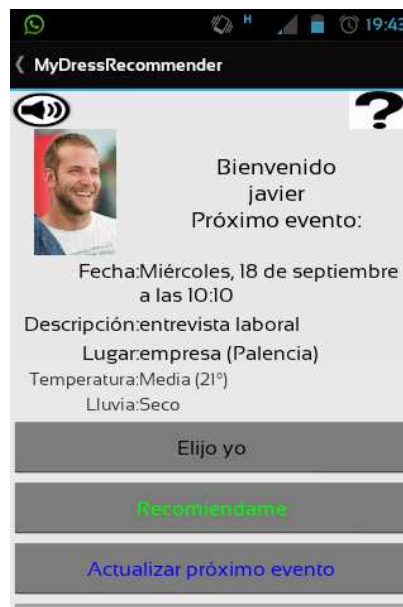 H 19:43
MyDressRecommender
?
Bienvenido
javier
Próximo evento:
Fecha:Miércoles, 18 de septiembre
a las 10:10
Descripción:entrevista laboral
Lugar:empresa (Palencia)
Temperatura:Media (21º)
Lluvia:Seco
Elijo yo
Recomiendame
Actualizar próximo evento